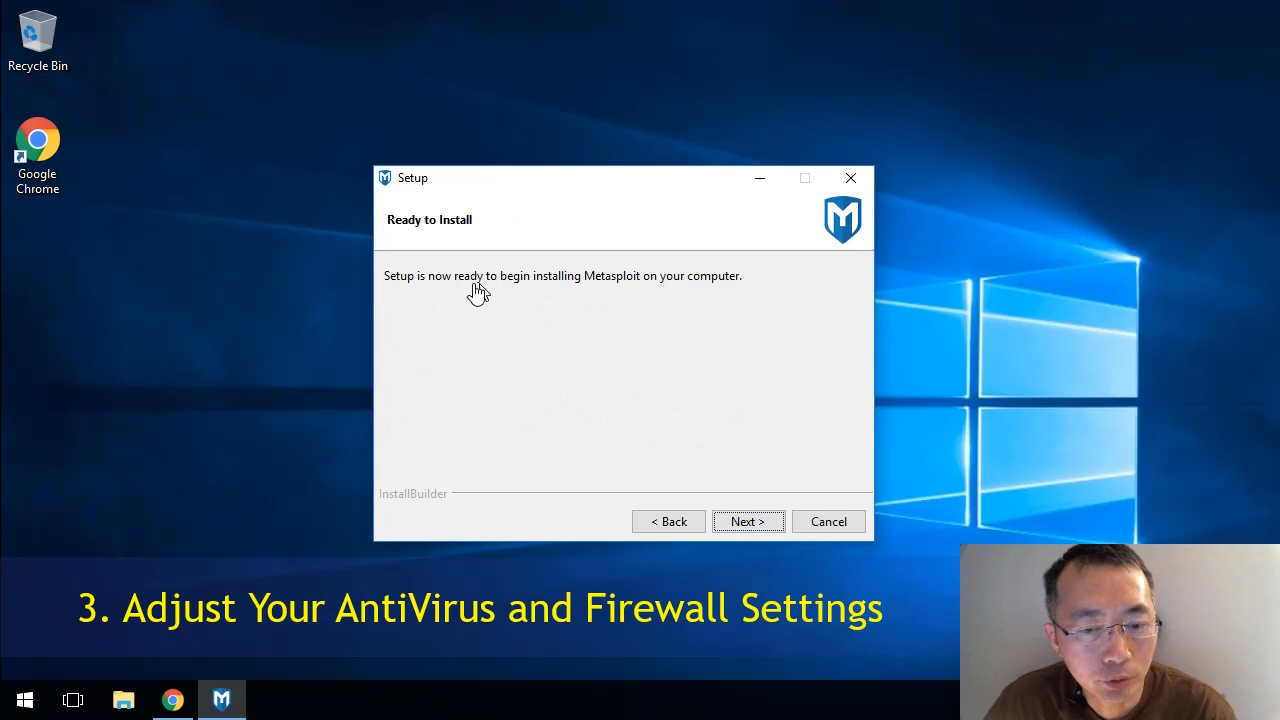 Recycle Bin
Google
Chrome
Setup
Ready to Install
Setup is now ready to begin installing Metasploit on your computer.
InstallBuilder
< Back
Next >
Cancel
3. Adjust Your AntiVirus and Firewall Settings